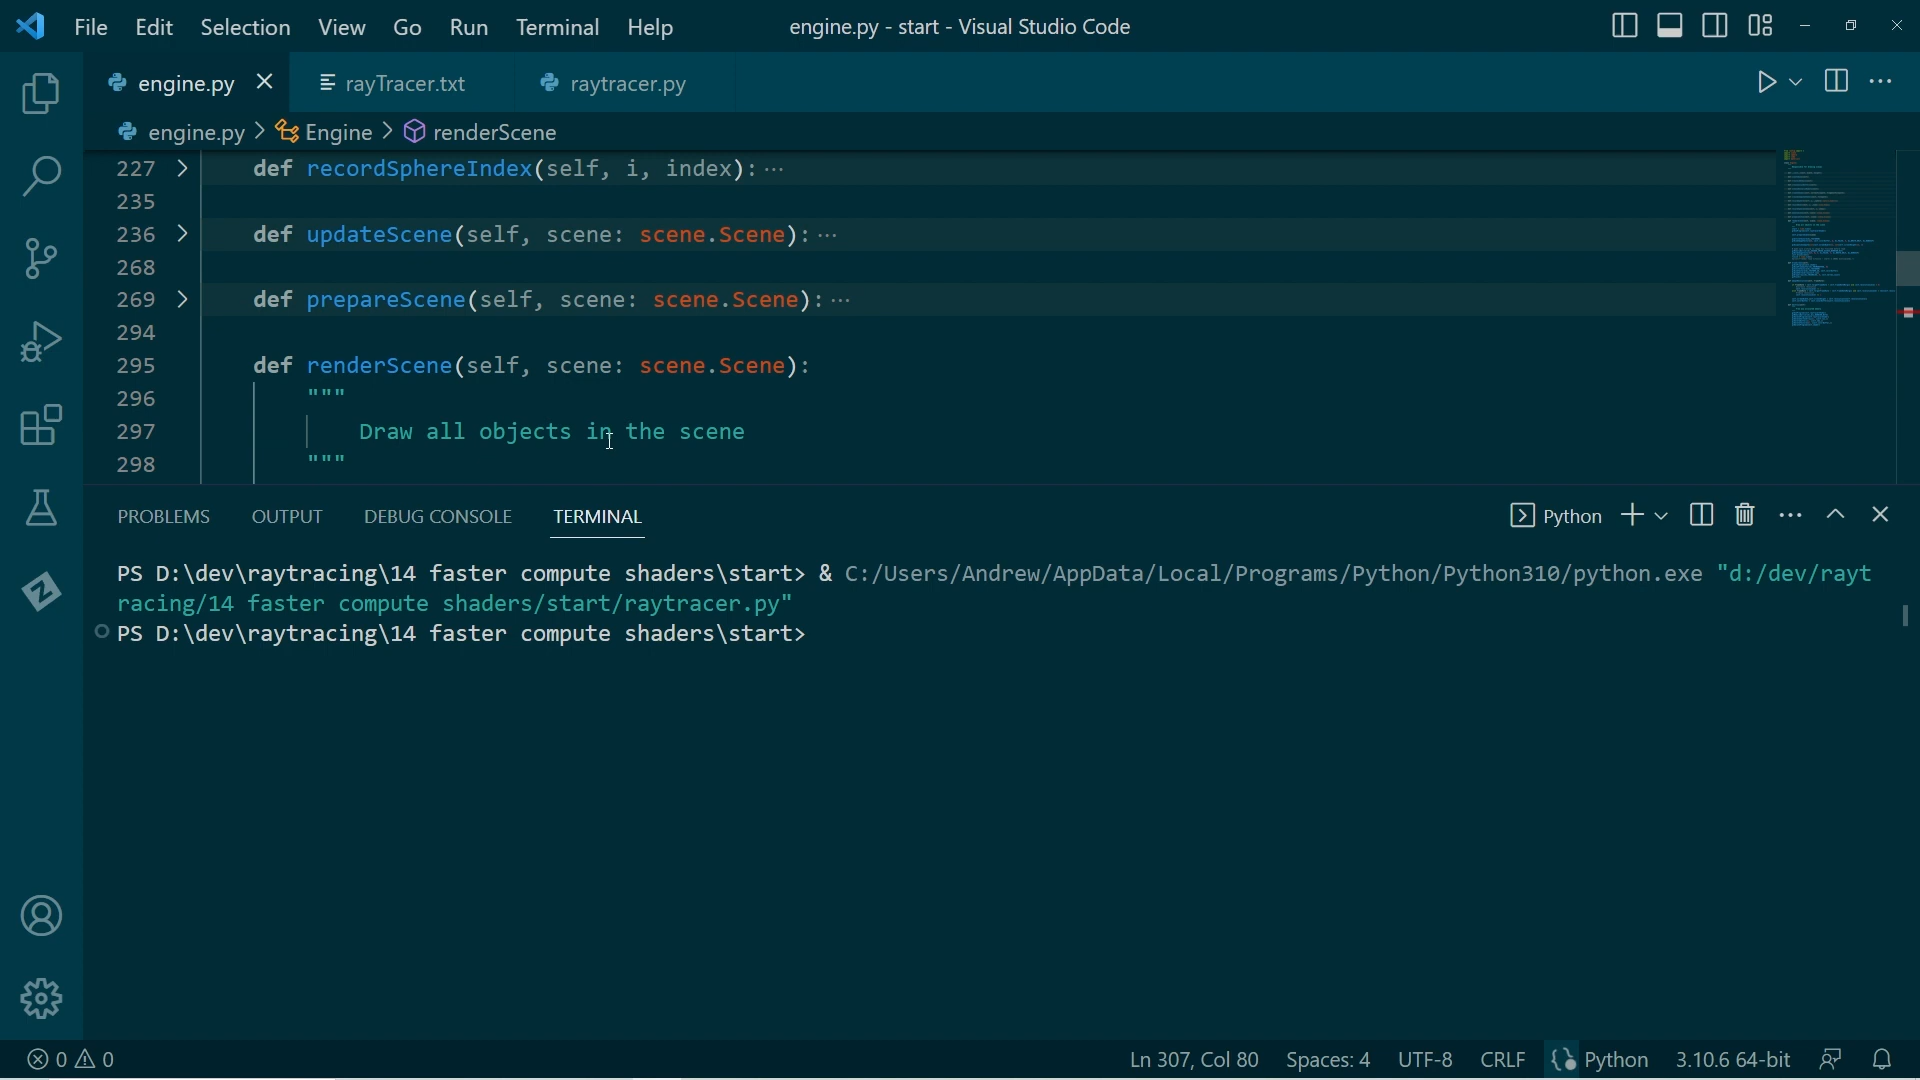 File Edit Selection View Go Run Terminal Help engine.py - start - Visual Studio Code
engine.py rayTracer.txt raytracer.py
engine.py > Engine > renderScene
227 def recordSphereIndex(self, i, index):···
235
236 def updateScene(self, scene: scene.Scene):···
268
269 def prepareScene(self, scene: scene.Scene):···
294
295 def renderScene(self, scene: scene.Scene):
296 """
297 Draw all objects in the scene
298 """
PROBLEMS OUTPUT DEBUG CONSOLE TERMINAL Python
PS D:\dev\raytracing\14 faster compute shaders\start> & C:/Users/Andrew/AppData/Local/Programs/Python/Python310/python.exe "d:/dev/rayt
racing/14 faster compute shaders/start/raytracer.py"
PS D:\dev\raytracing\14 faster compute shaders\start>
0 0 Ln 307, Col 80 Spaces: 4 UTF-8 CRLF Python 3.10.6 64-bit